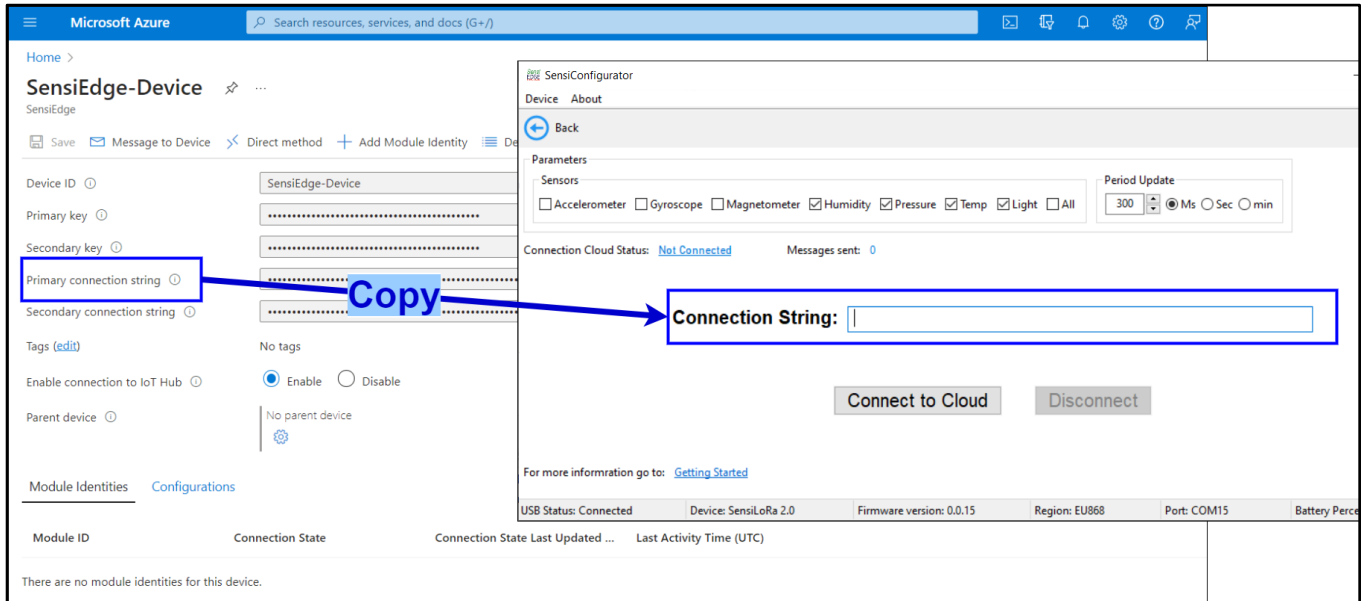 Microsoft Azure
Search resources, services, and docs (G+/)
Home >
SensiEdge-Device
SensiEdge
Save Message to Device Direct method Add Module Identity
Device ID SensiEdge-Device
Primary key
Secondary key
Primary connection string
Secondary connection string
Tags (edit) No tags
Enable connection to IoT Hub Enable Disable
Parent device No parent device
Module Identities Configurations
Module ID Connection State Connection State Last Updated ... Last Activity Time (UTC)
There are no module identities for this device.
Copy
SENSI EDGE SensiConfigurator
Device About
Back
Parameters
Sensors
Accelerometer Gyroscope Magnetometer Humidity Pressure Temp Light All
Period Update
300 Ms Sec min
Connection Cloud Status: Not Connected Messages sent: 0
Connection String:
Connect to Cloud Disconnect
For more informration go to: Getting Started
USB Status: Connected Device: SensiLoRa 2.0 Firmware version: 0.0.15 Region: EU868 Port: COM15 Battery Perce